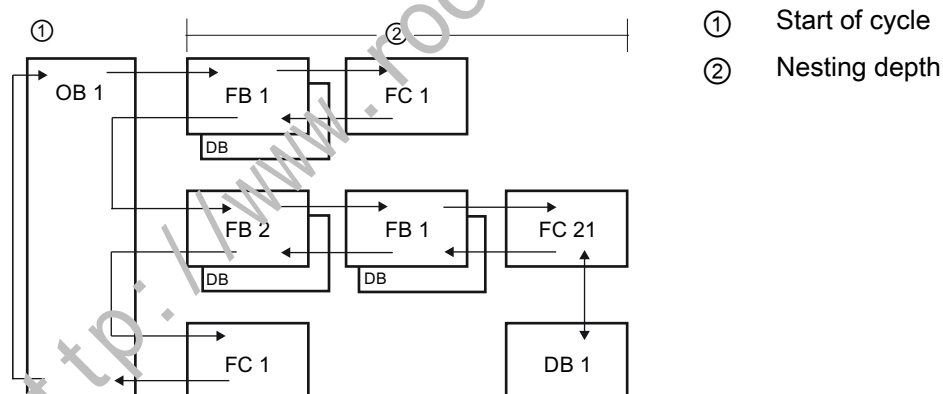 ① ② ① Start of cycle
② Nesting depth
OB 1 FB 1 FC 1
DB
FB 2 FB 1 FC 21
DB DB
FC 1 DB 1